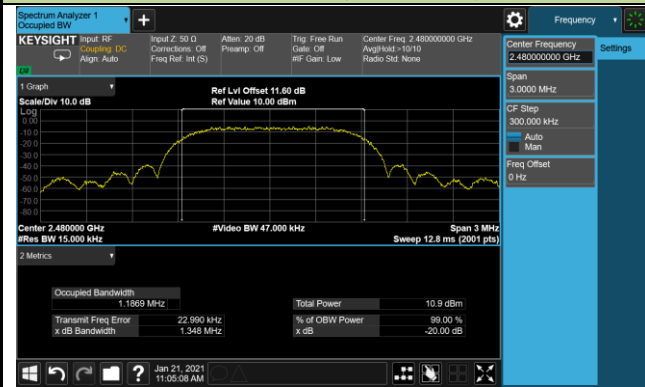 Spectrum Analyzer 1
Occupied BW
Frequency
KEYSIGHT
Input: RF
Coupling: DC
Align: Auto
Input Z: 50 Ω
Corrections: Off
Freq Ref: Int (S)
Atten: 20 dB
Preamp: Off
Trig: Free Run
Gate: Off
#IF Gain: Low
Center Freq: 2.480000000 GHz
Avg|Hold:>10/10
Radio Std: None
Center Frequency
2.480000000 GHz
Settings
Span
3.0000 MHz
CF Step
300.000 kHz
Auto
Man
Freq Offset
0 Hz
1 Graph
Scale/Div 10.0 dB
Ref Lvl Offset 11.60 dB
Ref Value 10.00 dBm
Log
0.00
-10.0
-20.0
-30.0
-40.0
-50.0
-60.0
-70.0
-80.0
Center 2.480000 GHz
#Res BW 15.000 kHz
#Video BW 47.000 kHz
Span 3 MHz
Sweep 12.8 ms (2001 pts)
2 Metrics
Occupied Bandwidth
1.1869 MHz
Total Power 10.9 dBm
Transmit Freq Error 22.990 kHz
% of OBW Power 99.00 %
x dB Bandwidth 1.348 MHz
x dB -20.00 dB
Jan 21, 2021
11:05:08 AM